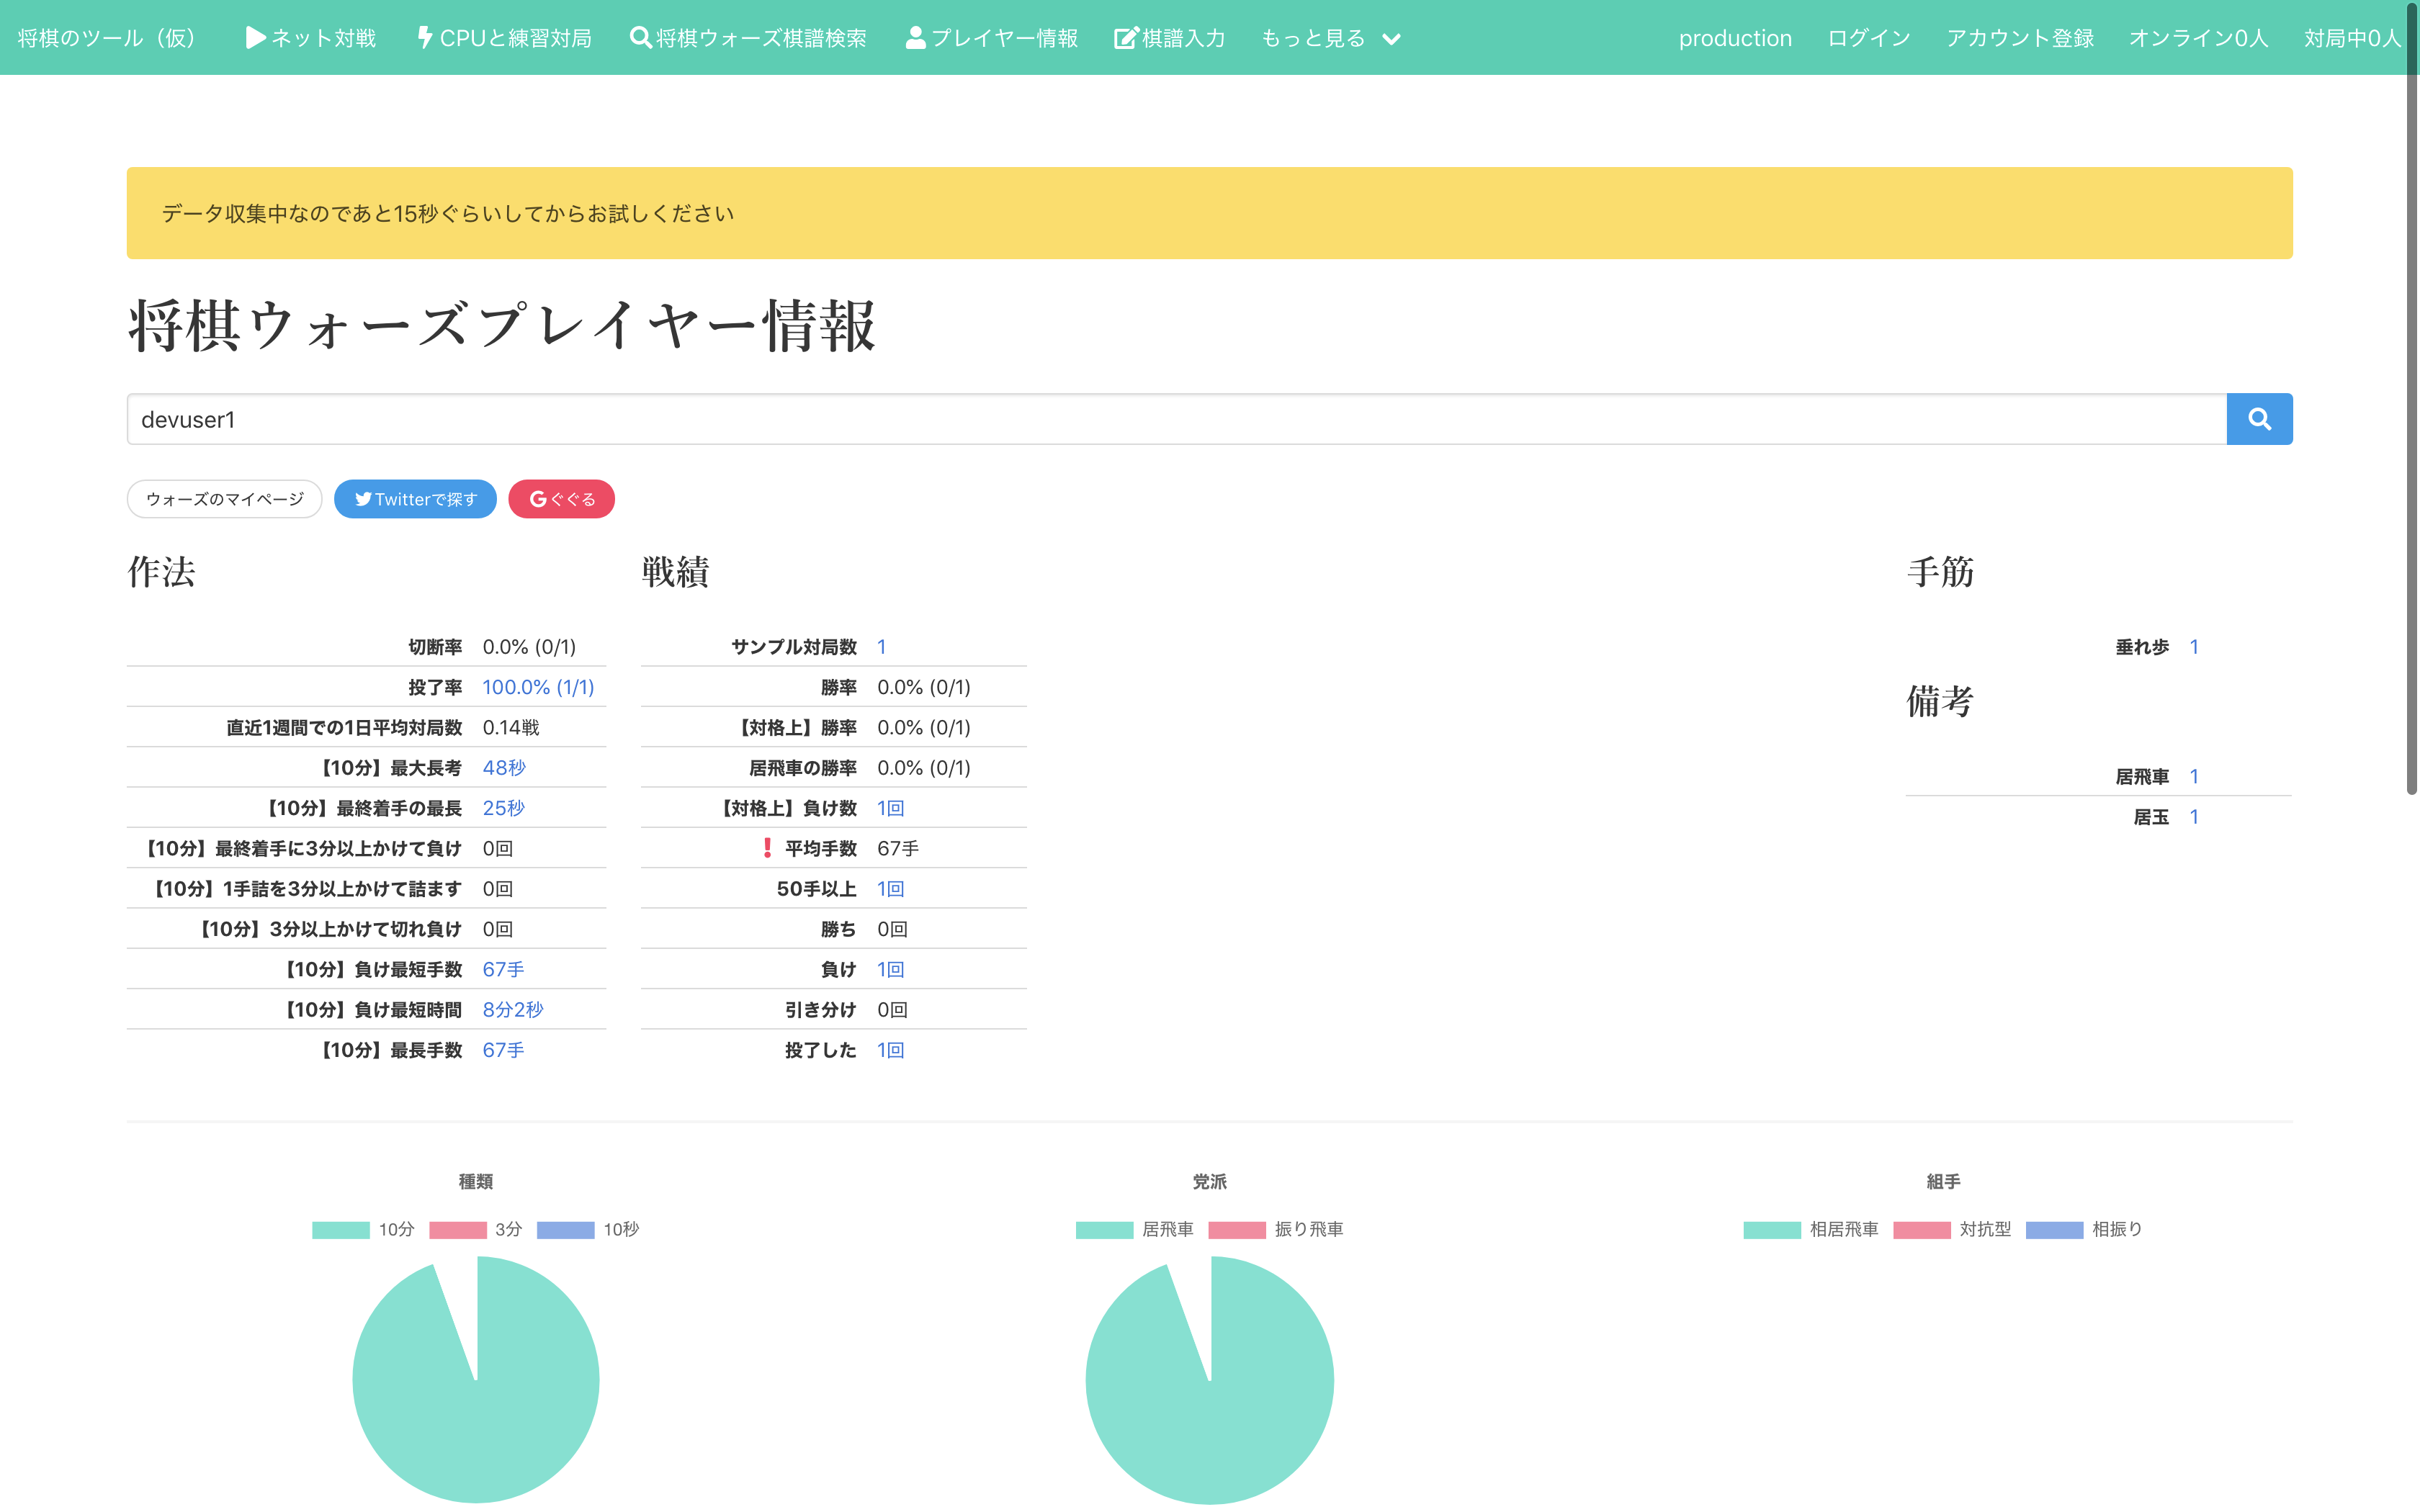 将棋のツール（仮） ネット対戦 CPUと練習対局 将棋ウォーズ棋譜検索 プレイヤー情報 棋譜入力 もっと見る production ログイン アカウント登録 オンライン0人 対局中0人
データ収集中なのであと15秒ぐらいしてからお試しください
将棋ウォーズプレイヤー情報
devuser1
ウォーズのマイページ Twitterで探す ぐぐる
作法
切断率 0.0% (0/1)
投了率 100.0% (1/1)
直近1週間での1日平均対局数 0.14戦
【10分】最大長考 48秒
【10分】最終着手の最長 25秒
【10分】最終着手に3分以上かけて負け 0回
【10分】1手詰を3分以上かけて詰ます 0回
【10分】3分以上かけて切れ負け 0回
【10分】負け最短手数 67手
【10分】負け最短時間 8分2秒
【10分】最長手数 67手
戦績
サンプル対局数 1
勝率 0.0% (0/1)
【対格上】勝率 0.0% (0/1)
居飛車の勝率 0.0% (0/1)
【対格上】負け数 1回
❗ 平均手数 67手
50手以上 1回
勝ち 0回
負け 1回
引き分け 0回
投了した 1回
手筋
垂れ歩 1
備考
居飛車 1
居玉 1
種類
10分 3分 10秒
党派
居飛車 振り飛車
組手
相居飛車 対抗型 相振り